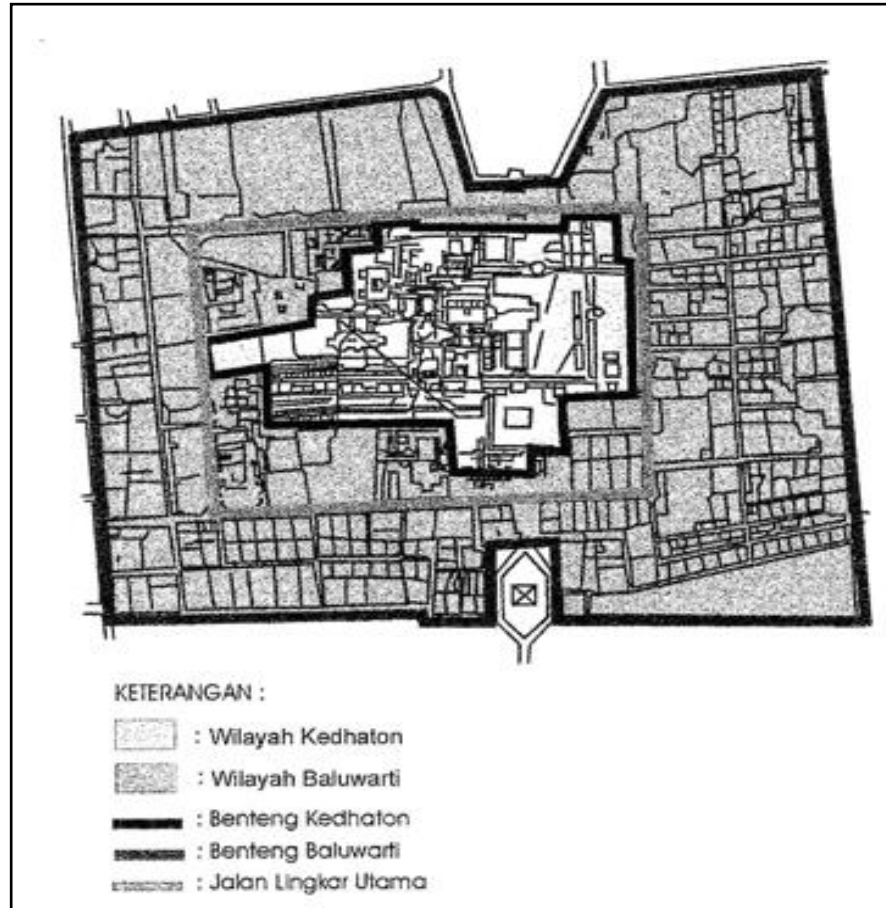 KETERANGAN :
: Wilayah Kedhaton
: Wilayah Baluwarti
: Benteng Kedhaton
: Benteng Baluwarti
: Jalan Lingkar Utama